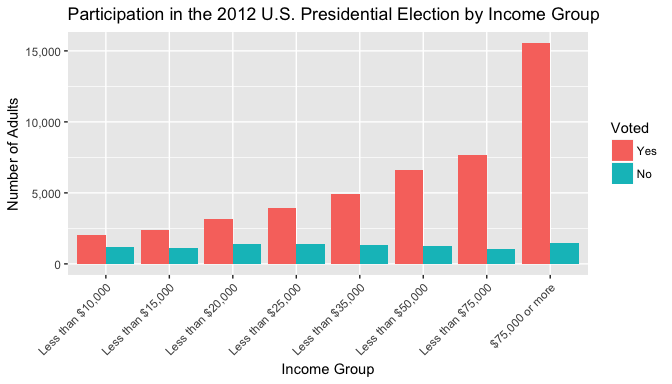 Participation in the 2012 U.S. Presidential Election by Income Group
Number of Adults
15,000
10,000
5,000
0
Less than $10,000
Less than $15,000
Less than $20,000
Less than $25,000
Less than $35,000
Less than $50,000
Less than $75,000
$75,000 or more
Income Group
Voted
Yes
No